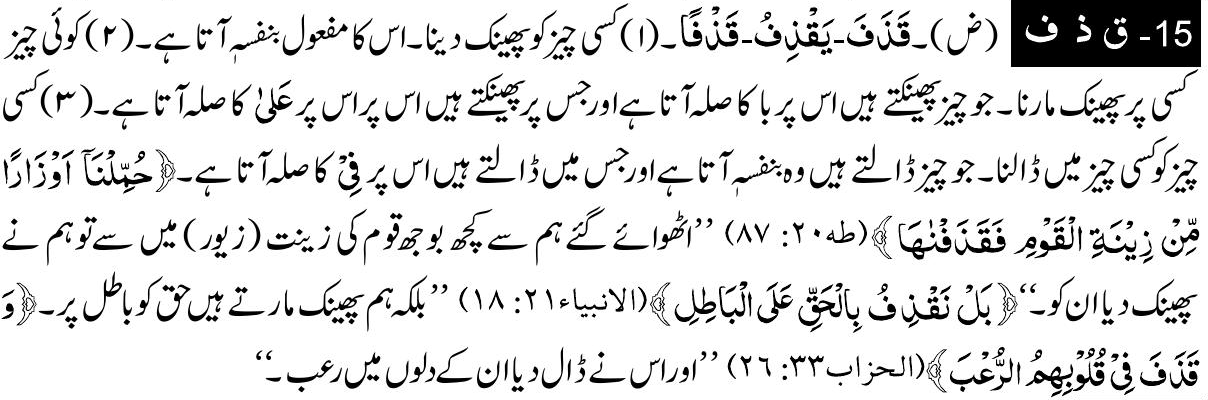 15- ق ذ ف (ض)۔ قَذَفَ-يَقْذِفُ-قَذْفًا۔ (۱) کسی چیز کو پھینک دینا۔ اس کا مفعول بنفسہٖ آتا ہے۔ (۲) کوئی چیز
کسی پر پھینک مارنا۔ جو چیز پھینکتے ہیں اس پر با کا صلہ آتا ہے اور جس پر پھینکتے ہیں اس پر اس پر عَلٰی کا صلہ آتا ہے۔ (۳) کسی
چیز کو کسی چیز میں ڈالنا۔ جو چیز ڈالتے ہیں وہ بنفسہٖ آتا ہے اور جس میں ڈالتے ہیں اس پر فِیْ کا صلہ آتا ہے۔ ﴿حُمِّلْنَآ اَوْزَارًا
مِّنْ زِيْنَةِ الْقَوْمِ فَقَذَفْنٰهَا﴾ (طه۲۰: ۸۷) ’’اٹھوائے گئے ہم سے کچھ بوجھ قوم کی زینت (زیور) میں سے تو ہم نے
پھینک دیا ان کو۔‘‘ ﴿بَلْ نَقْذِفُ بِالْحَقِّ عَلَى الْبَاطِلِ﴾ (الانبیاء۲۱: ۱۸) ’’بلکہ ہم پھینک مارتے ہیں حق کو باطل پر۔ ﴿وَ
قَذَفَ فِيْ قُلُوْبِهِمُ الرُّعْبَ﴾ (الحزاب۳۳: ۲۶) ’’اور اس نے ڈال دیا ان کے دلوں میں رعب۔‘‘